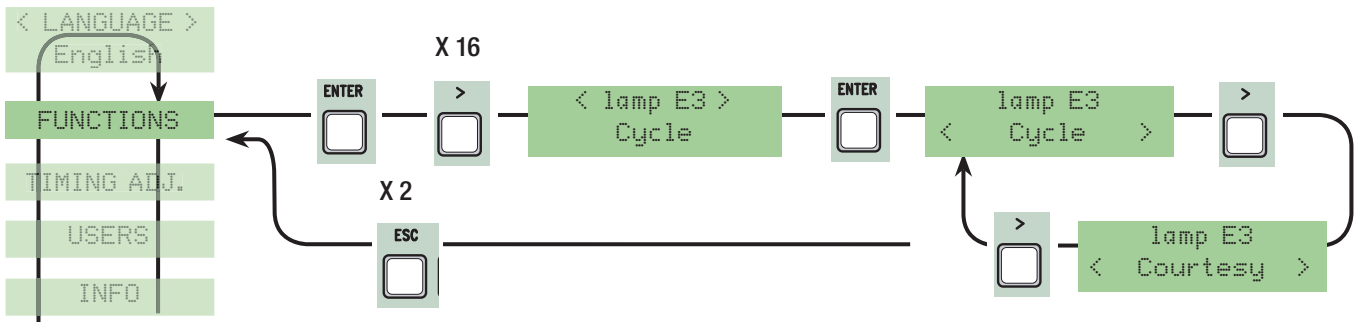 < LANGUAGE >
English
FUNCTIONS
TIMING ADJ.
USERS
INFO
ENTER
X 16
>
< lamp E3 >
Cycle
ENTER
lamp E3
< Cycle >
>
>
lamp E3
< Courtesy >
X 2
ESC